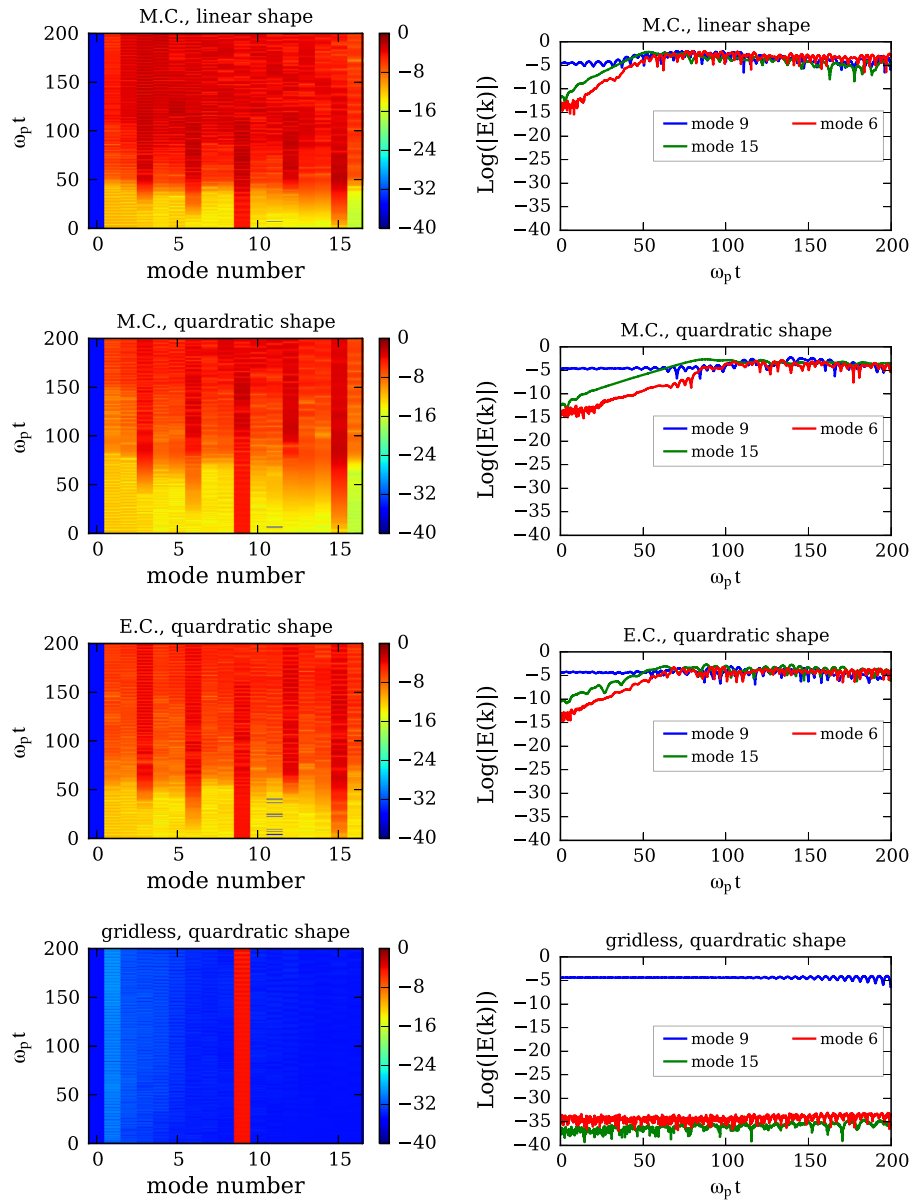 M.C., linear shape
200
150
100
50
0
ωₚ t
0 5 10 15
mode number
0
−8
−16
−24
−32
−40
M.C., linear shape
0
−5
−10
−15
−20
−25
−30
−35
−40
Log(|E(k)|)
mode 9 mode 6
mode 15
0 50 100 150 200
ωₚ t
M.C., quardratic shape
200
150
100
50
0
ωₚ t
0 5 10 15
mode number
0
−8
−16
−24
−32
−40
M.C., quardratic shape
0
−5
−10
−15
−20
−25
−30
−35
−40
Log(|E(k)|)
mode 9 mode 6
mode 15
0 50 100 150 200
ωₚ t
E.C., quardratic shape
200
150
100
50
0
ωₚ t
0 5 10 15
mode number
0
−8
−16
−24
−32
−40
E.C., quardratic shape
0
−5
−10
−15
−20
−25
−30
−35
−40
Log(|E(k)|)
mode 9 mode 6
mode 15
0 50 100 150 200
ωₚ t
gridless, quardratic shape
200
150
100
50
0
ωₚ t
0 5 10 15
mode number
0
−8
−16
−24
−32
−40
gridless, quardratic shape
0
−5
−10
−15
−20
−25
−30
−35
−40
Log(|E(k)|)
mode 9 mode 6
mode 15
0 50 100 150 200
ωₚ t